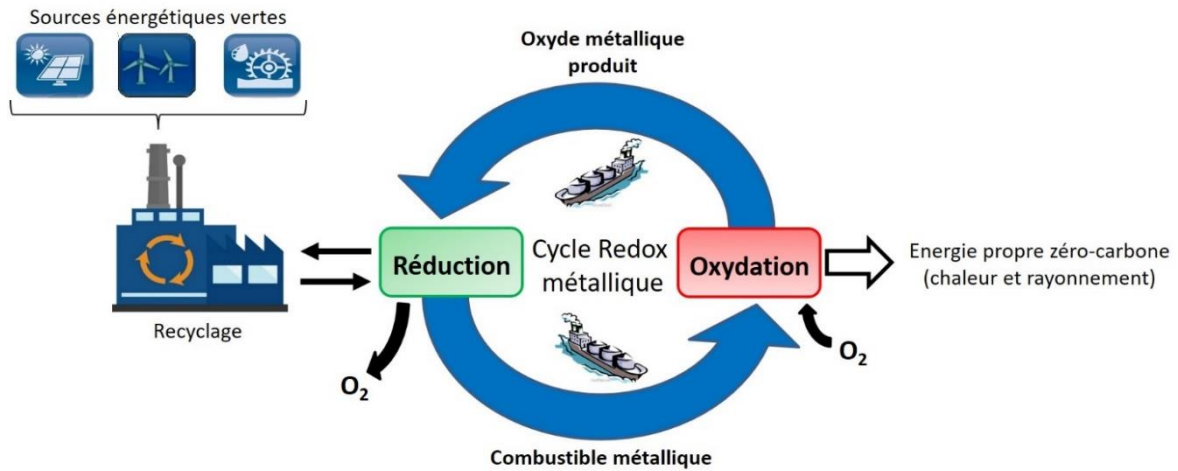 Sources énergétiques vertes
Oxyde métallique
produit
Réduction
Cycle Redox
métallique
Oxydation
Energie propre zéro-carbone
(chaleur et rayonnement)
Recyclage
O₂
O₂
Combustible métallique